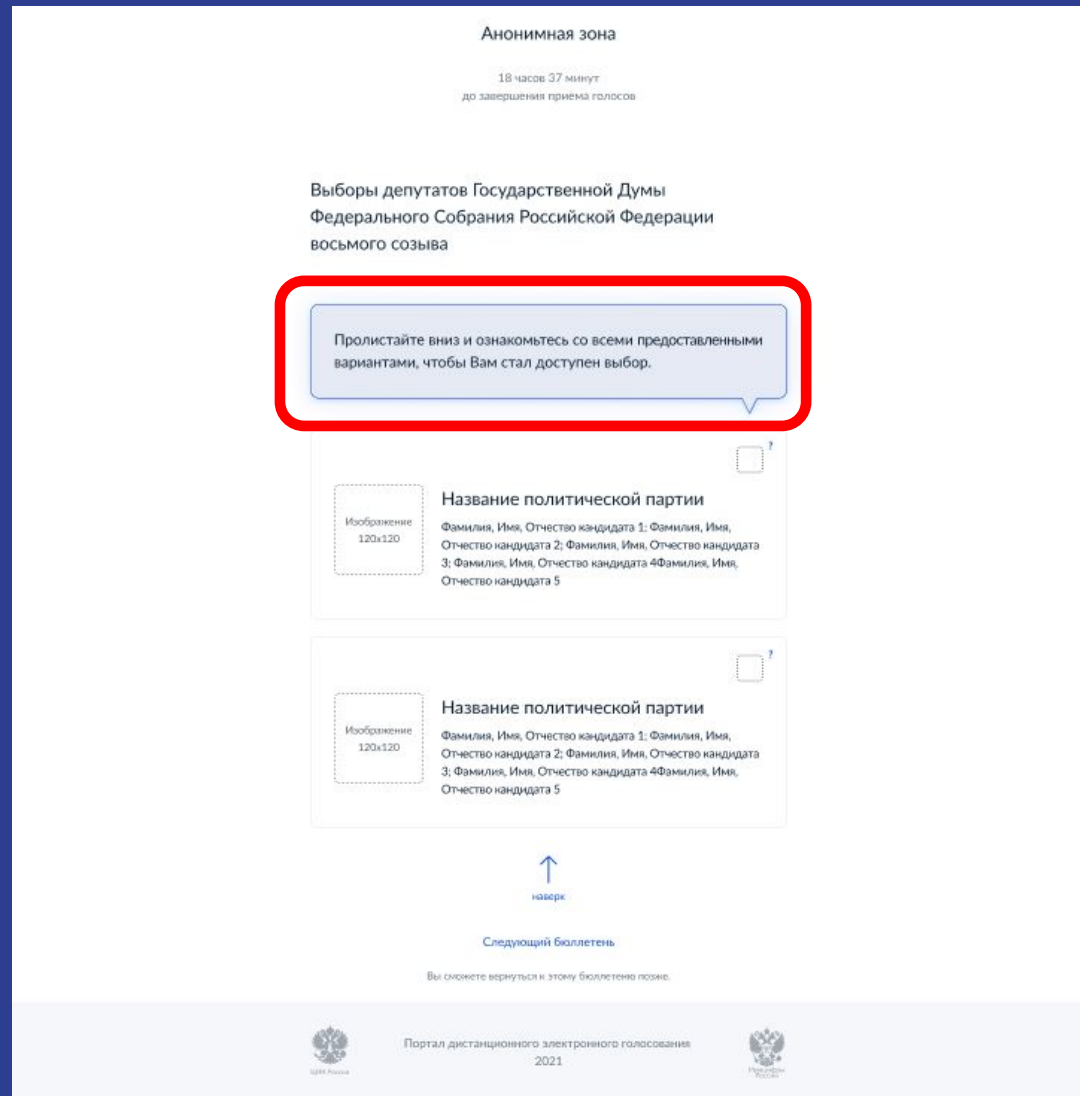 Анонимная зона
18 часов 37 минут
до завершения приема голосов
Выборы депутатов Государственной Думы
Федерального Собрания Российской Федерации
восьмого созыва
Пролистайте вниз и ознакомьтесь со всеми предоставленными
вариантами, чтобы Вам стал доступен выбор.
?
Название политической партии
Изображение
120x120
Фамилия, Имя, Отчество кандидата 1; Фамилия, Имя,
Отчество кандидата 2; Фамилия, Имя, Отчество кандидата
3; Фамилия, Имя, Отчество кандидата 4Фамилия, Имя,
Отчество кандидата 5
?
Название политической партии
Изображение
120x120
Фамилия, Имя, Отчество кандидата 1; Фамилия, Имя,
Отчество кандидата 2; Фамилия, Имя, Отчество кандидата
3; Фамилия, Имя, Отчество кандидата 4Фамилия, Имя,
Отчество кандидата 5
наверх
Следующий бюллетень
Вы сможете вернуться к этому бюллетеню позже.
Портал дистанционного электронного голосования
2021
ЦИК России
Минцифры
России